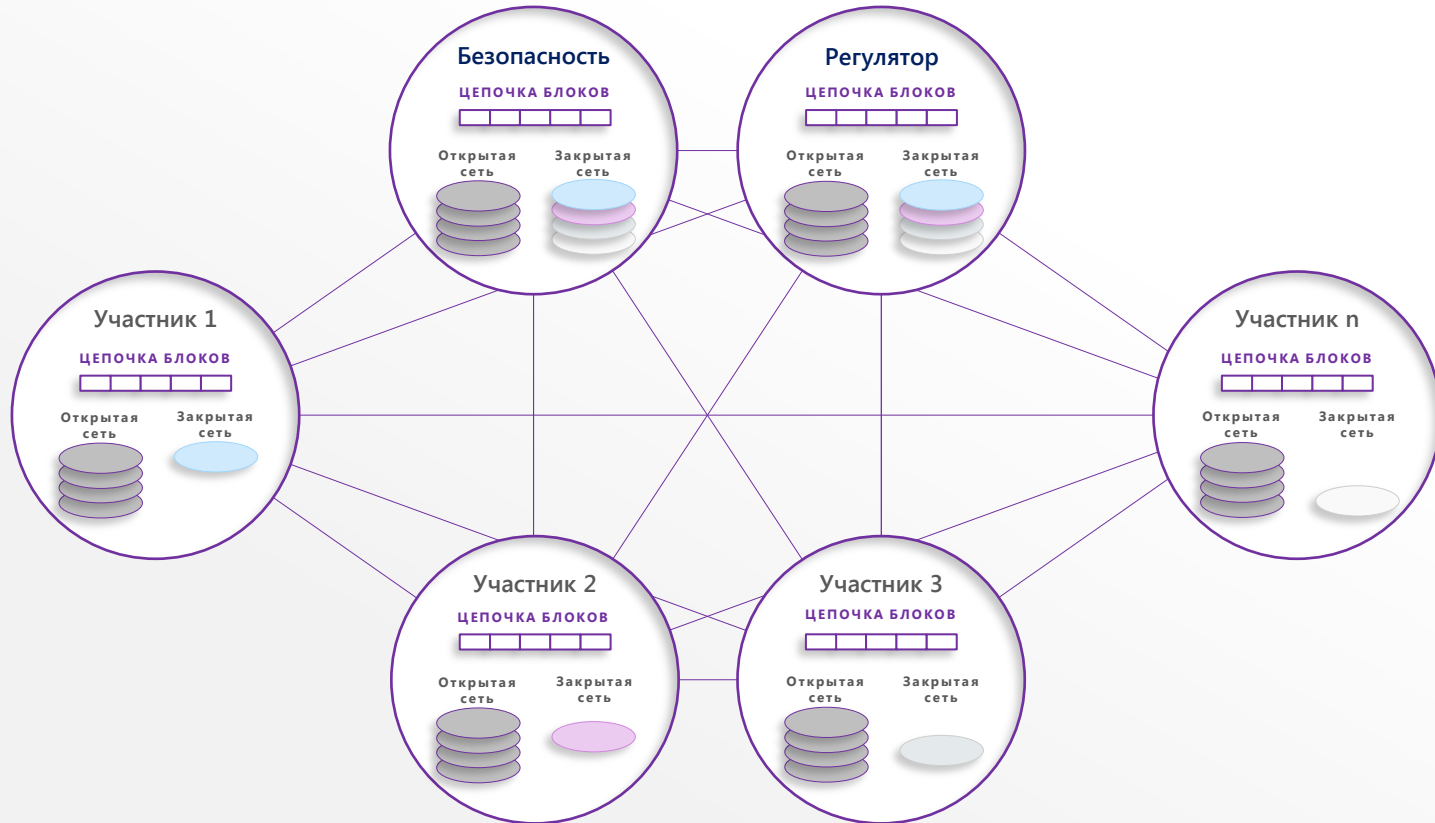 Безопасность
ЦЕПОЧКА БЛОКОВ
Открытая
сеть
Закрытая
сеть
Регулятор
ЦЕПОЧКА БЛОКОВ
Открытая
сеть
Закрытая
сеть
Участник 1
ЦЕПОЧКА БЛОКОВ
Открытая
сеть
Закрытая
сеть
Участник n
ЦЕПОЧКА БЛОКОВ
Открытая
сеть
Закрытая
сеть
Участник 2
ЦЕПОЧКА БЛОКОВ
Открытая
сеть
Закрытая
сеть
Участник 3
ЦЕПОЧКА БЛОКОВ
Открытая
сеть
Закрытая
сеть